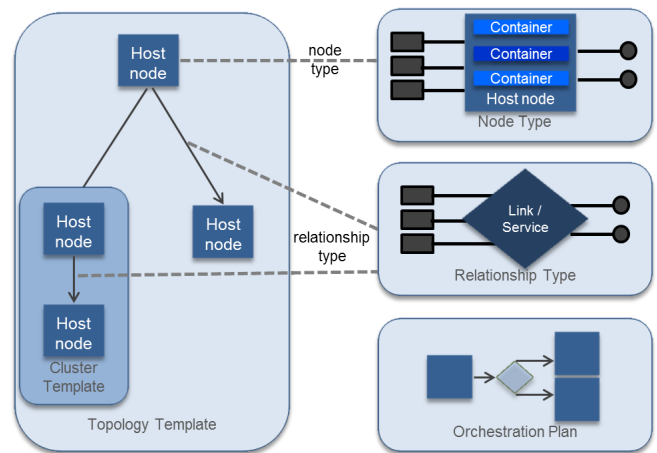 Host
node
node
type
Container
Container
Container
Host node
Node Type
Host
node
Host
node
relationship
type
Link /
Service
Relationship Type
Host
node
Cluster
Template
Topology Template
Orchestration Plan